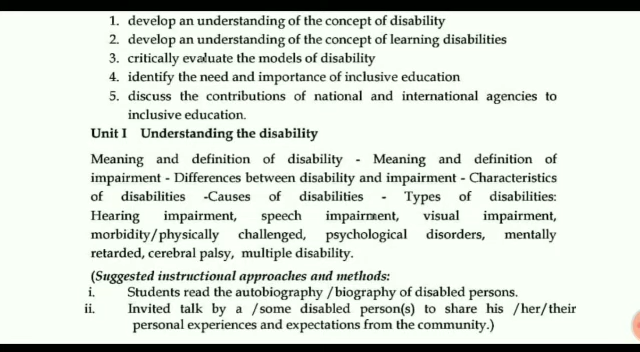 1. develop an understanding of the concept of disability
2. develop an understanding of the concept of learning disabilities
3. critically evaluate the models of disability
4. identify the need and importance of inclusive education
5. discuss the contributions of national and international agencies to
inclusive education.
Unit I Understanding the disability
Meaning and definition of disability - Meaning and definition of
impairment - Differences between disability and impairment - Characteristics
of disabilities -Causes of disabilities - Types of disabilities:
Hearing impairment, speech impairment, visual impairment,
morbidity/physically challenged, psychological disorders, mentally
retarded, cerebral palsy, multiple disability.
(Suggested instructional approaches and methods:
i. Students read the autobiography /biography of disabled persons.
ii. Invited talk by a /some disabled person(s) to share his /her/their
personal experiences and expectations from the community.)